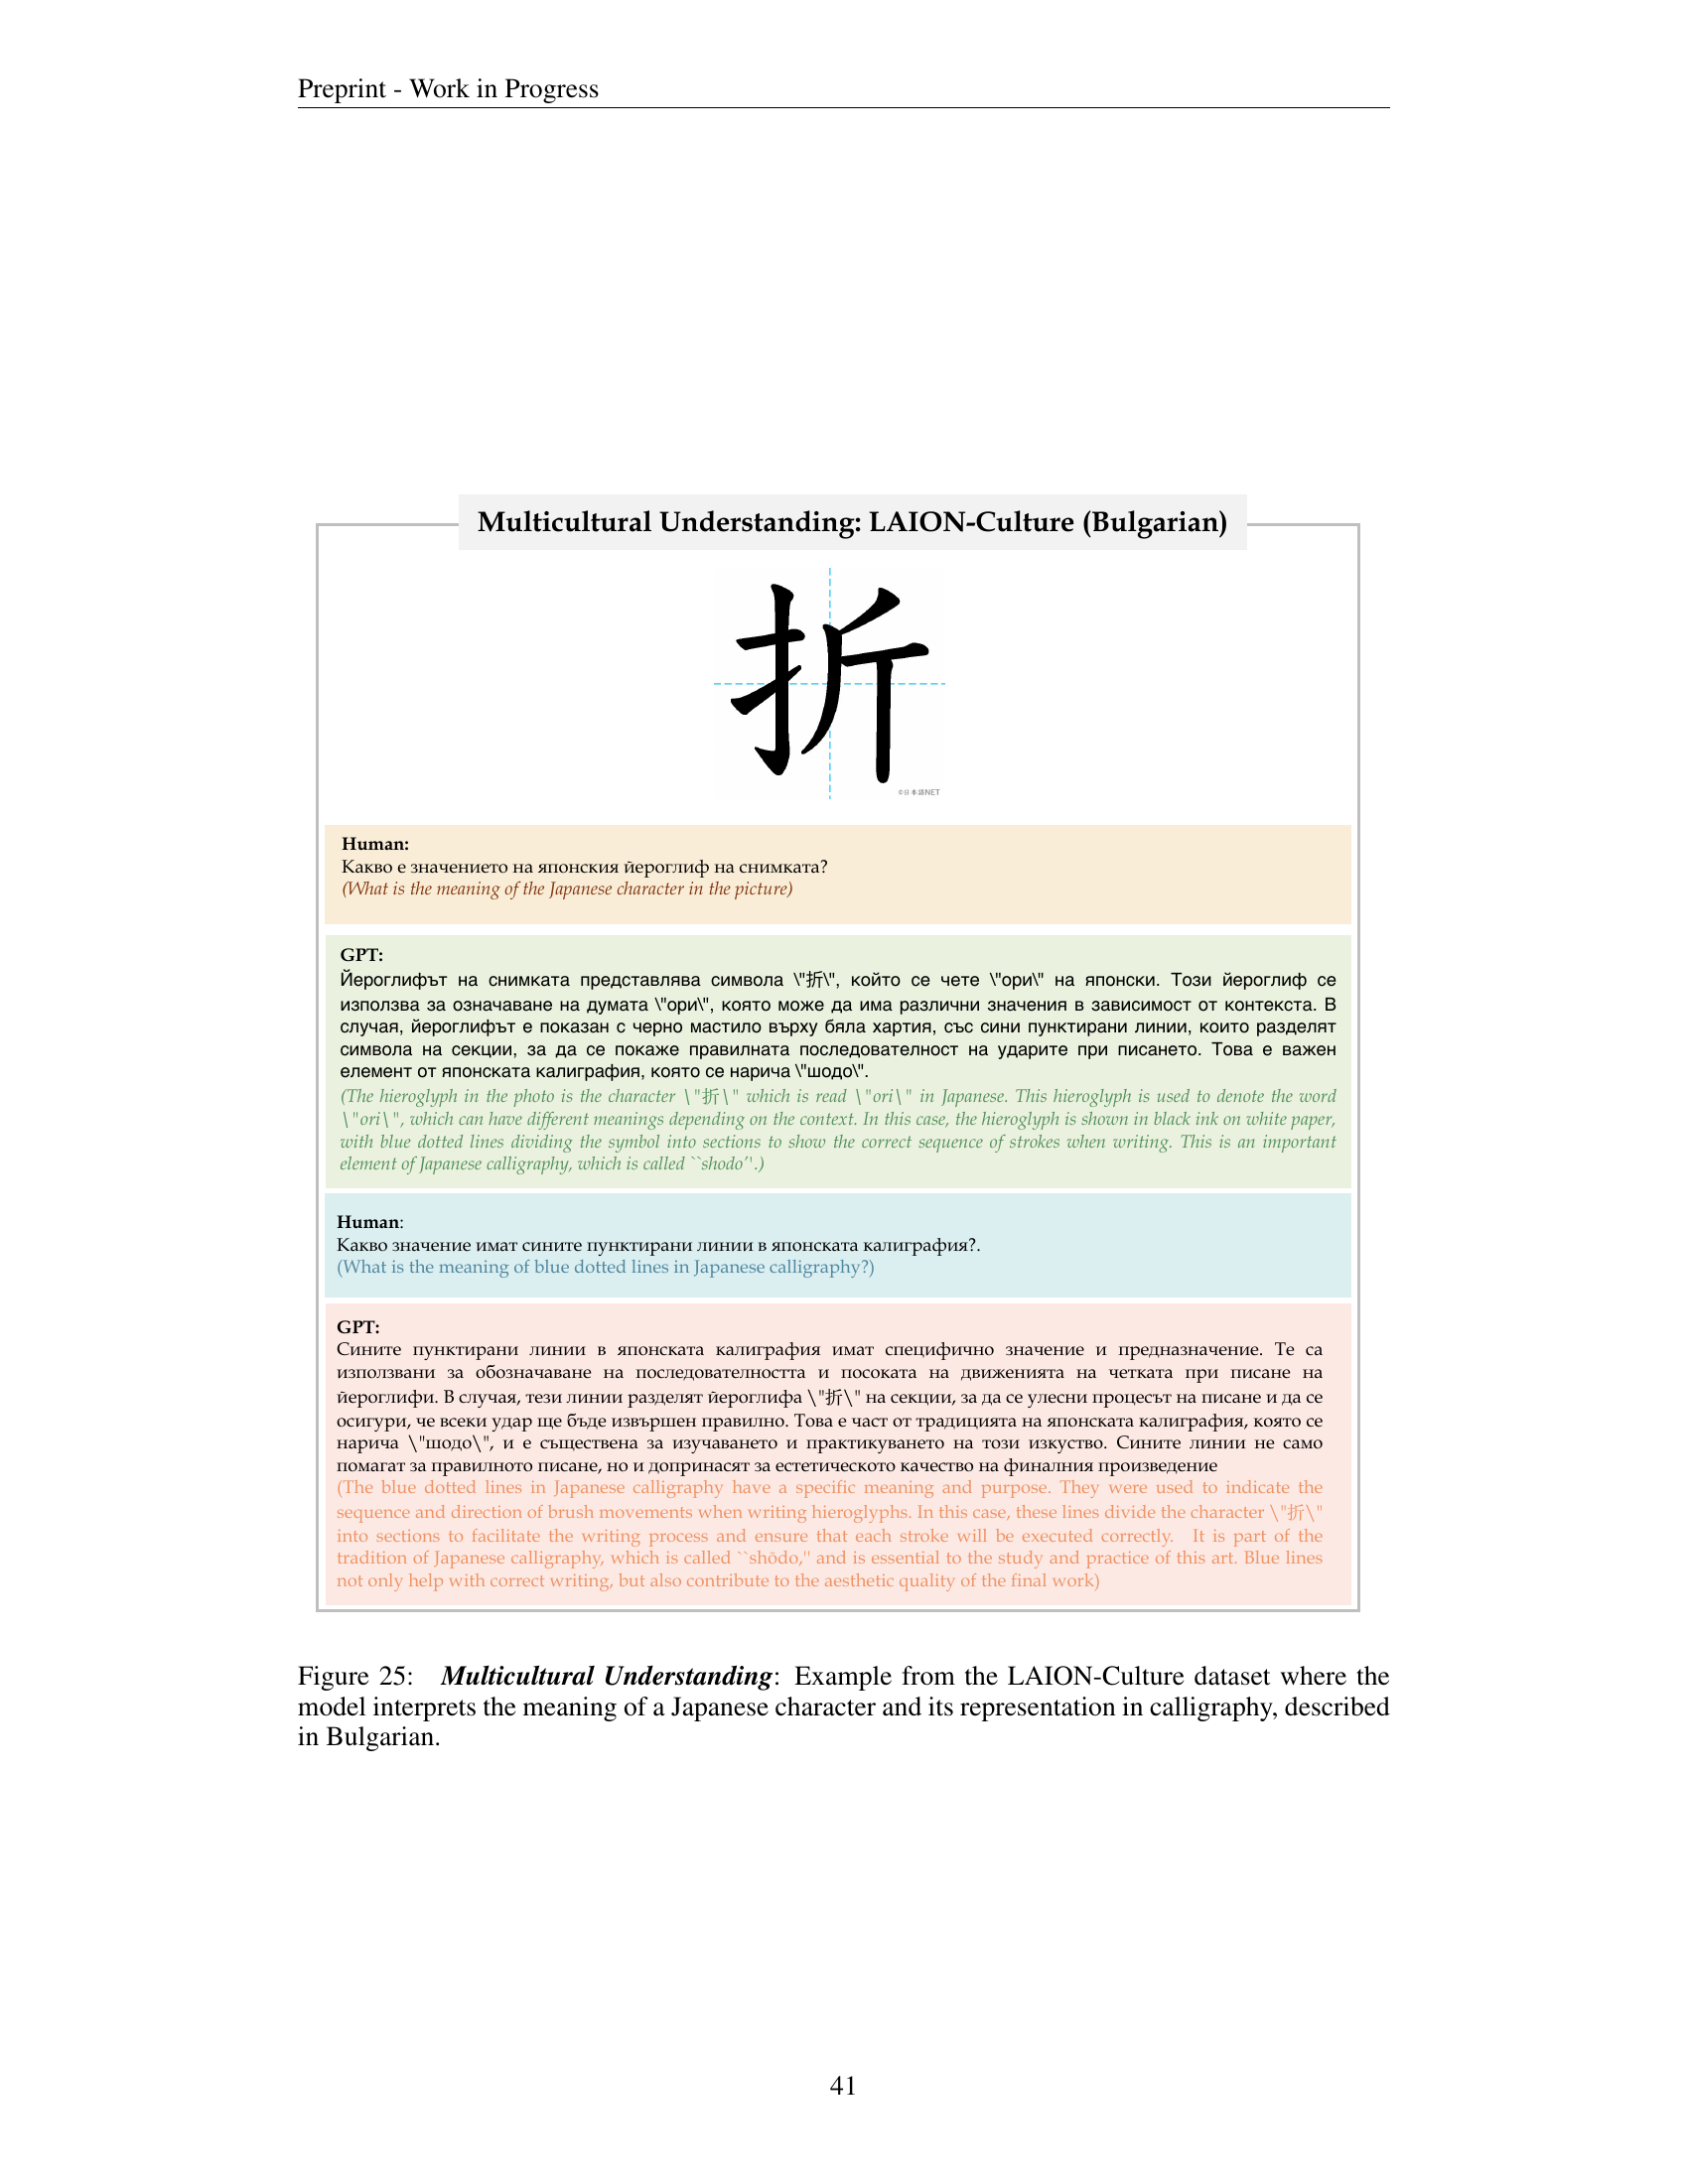 Preprint - Work in Progress
Multicultural Understanding: LAION-Culture (Bulgarian)
折
©日本語NET
Human:
Какво е значението на японския йероглиф на снимката?
(What is the meaning of the Japanese character in the picture)
GPT:
Йероглифът на снимката представлява символа \"折\", който се чете \"ори\" на японски. Този йероглиф се
използва за означаване на думата \"ори\", която може да има различни значения в зависимост от контекста. В
случая, йероглифът е показан с черно мастило върху бяла хартия, със сини пунктирани линии, които разделят
символа на секции, за да се покаже правилната последователност на ударите при писането. Това е важен
елемент от японската калиграфия, която се нарича \"шодо\".
(The hieroglyph in the photo is the character \"折\" which is read \"ori\" in Japanese. This hieroglyph is used to denote the word
\"ori\", which can have different meanings depending on the context. In this case, the hieroglyph is shown in black ink on white paper,
with blue dotted lines dividing the symbol into sections to show the correct sequence of strokes when writing. This is an important
element of Japanese calligraphy, which is called ``shodo''.)
Human:
Какво значение имат сините пунктирани линии в японската калиграфия?.
(What is the meaning of blue dotted lines in Japanese calligraphy?)
GPT:
Сините пунктирани линии в японската калиграфия имат специфично значение и предназначение. Те са
използвани за обозначаване на последователността и посоката на движенията на четката при писане на
йероглифи. В случая, тези линии разделят йероглифа \"折\" на секции, за да се улесни процесът на писане и да се
осигури, че всеки удар ще бъде извършен правилно. Това е част от традицията на японската калиграфия, която се
нарича \"шодо\", и е съществена за изучаването и практикуването на този изкуство. Сините линии не само
помагат за правилното писане, но и допринасят за естетическото качество на финалния произведение
(The blue dotted lines in Japanese calligraphy have a specific meaning and purpose. They were used to indicate the
sequence and direction of brush movements when writing hieroglyphs. In this case, these lines divide the character \"折\"
into sections to facilitate the writing process and ensure that each stroke will be executed correctly. It is part of the
tradition of Japanese calligraphy, which is called ``shōdo,'' and is essential to the study and practice of this art. Blue lines
not only help with correct writing, but also contribute to the aesthetic quality of the final work)
Figure 25: Multicultural Understanding: Example from the LAION-Culture dataset where the
model interprets the meaning of a Japanese character and its representation in calligraphy, described
in Bulgarian.
41